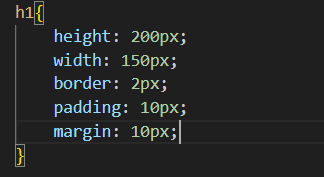 h1{
height: 200px;
width: 150px;
border: 2px;
padding: 10px;
margin: 10px;
}